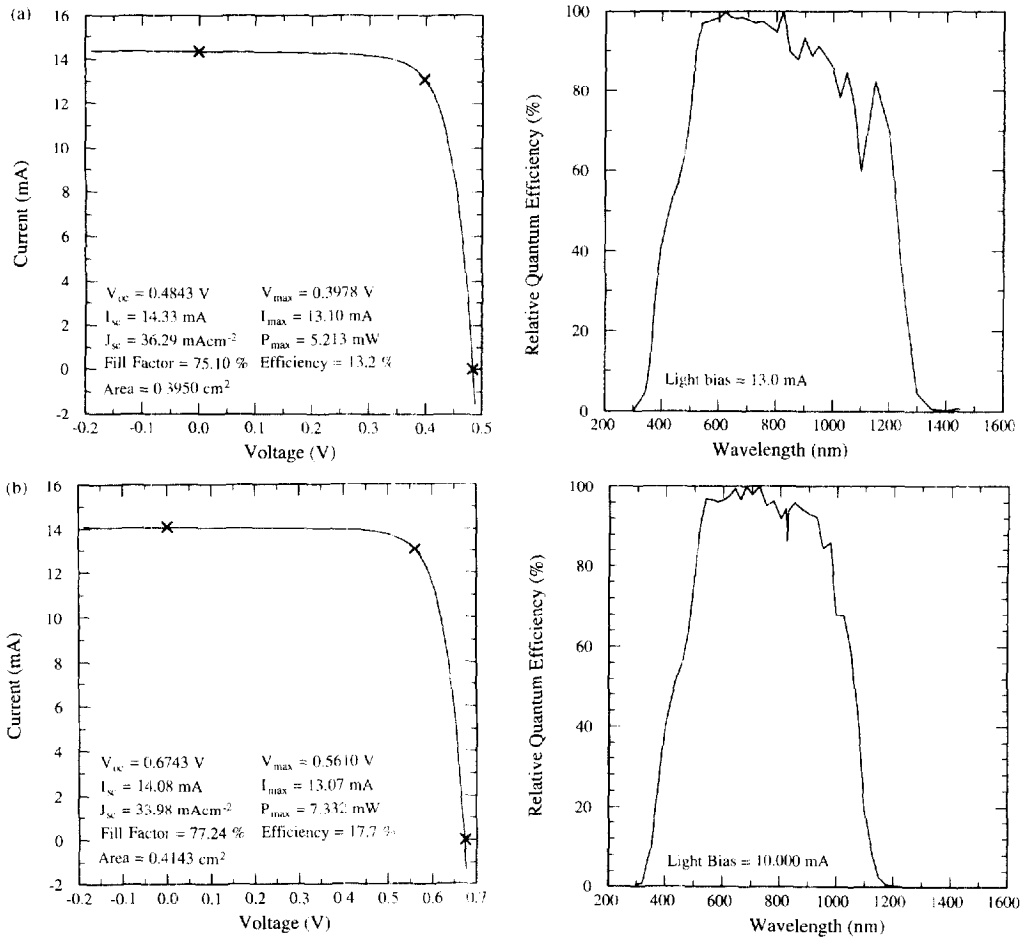 (a)
16
14
12
10
8
6
4
2
0
-2
Current (mA)
V_oc = 0.4843 V V_max = 0.3978 V
I_sc = 14.33 mA I_max = 13.10 mA
J_sc = 36.29 mAcm⁻² P_max = 5.213 mW
Fill Factor = 75.10 % Efficiency = 13.2 %
Area = 0.3950 cm²
-0.2 -0.1 0.0 0.1 0.2 0.3 0.4 0.5
Voltage (V)
100
80
60
40
20
0
Relative Quantum Efficiency (%)
Light bias = 13.0 mA
200 400 600 800 1000 1200 1400 1600
Wavelength (nm)
(b)
16
14
12
10
8
6
4
2
0
-2
Current (mA)
V_oc = 0.6743 V V_max = 0.5610 V
I_sc = 14.08 mA I_max = 13.07 mA
J_sc = 33.98 mAcm⁻² P_max = 7.332 mW
Fill Factor = 77.24 % Efficiency = 17.7 %
Area = 0.4143 cm²
-0.2 -0.1 0.0 0.1 0.2 0.3 0.4 0.5 0.6 0.7
Voltage (V)
100
80
60
40
20
0
Relative Quantum Efficiency (%)
Light Bias = 10.000 mA
200 400 600 800 1000 1200 1400 1600
Wavelength (nm)